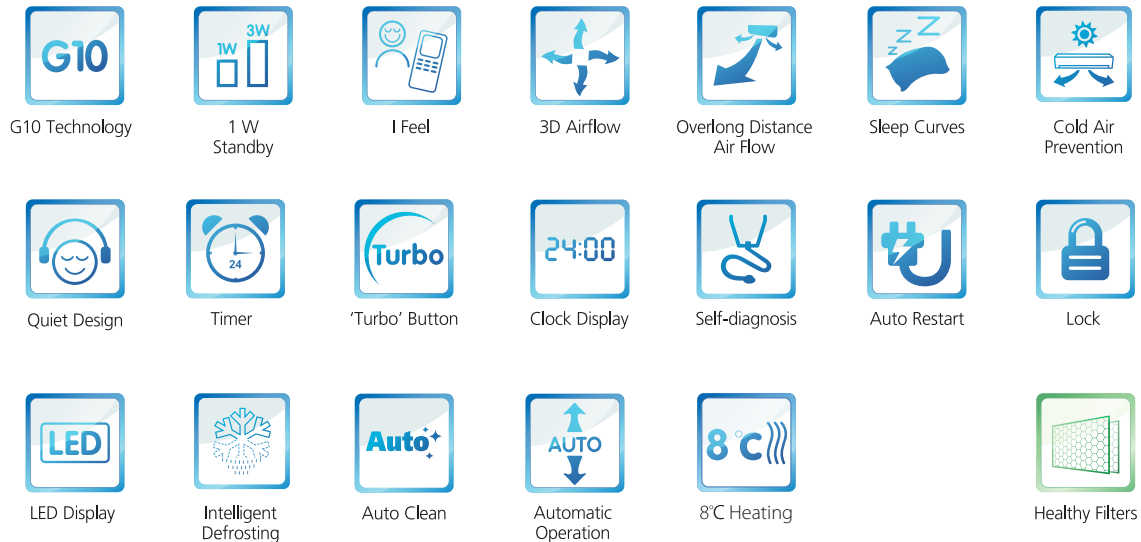 G10
1W
3W
Z Z Z
G10 Technology
1 W
Standby
I Feel
3D Airflow
Overlong Distance
Air Flow
Sleep Curves
Cold Air
Prevention
24
Turbo
24:00
Quiet Design
Timer
'Turbo' Button
Clock Display
Self-diagnosis
Auto Restart
Lock
LED
Auto
AUTO
8°C
LED Display
Intelligent
Defrosting
Auto Clean
Automatic
Operation
8°C Heating
Healthy Filters